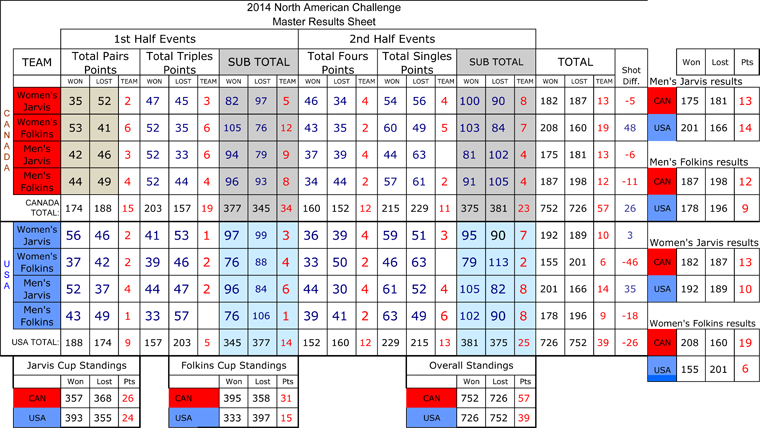 2014 North American Challenge
Master Results Sheet
1st Half Events 2nd Half Events
TEAM Total Pairs Points Total Triples Points SUB TOTAL Total Fours Points Total Singles Points SUB TOTAL TOTAL Shot Diff.
WON LOST TEAM WON LOST TEAM WON LOST TEAM WON LOST TEAM WON LOST TEAM WON LOST TEAM WON LOST TEAM
CANADA
Women's Jarvis 35 52 2 47 45 3 82 97 5 46 34 4 54 56 4 100 90 8 182 187 13 -5
Women's Folkins 53 41 6 52 35 6 105 76 12 43 35 2 60 49 5 103 84 7 208 160 19 48
Men's Jarvis 42 46 3 52 33 6 94 79 9 37 39 4 44 63 81 102 4 175 181 13 -6
Men's Folkins 44 49 4 52 44 4 96 93 8 34 44 2 57 61 2 91 105 4 187 198 12 -11
CANADA TOTAL: 174 188 15 203 157 19 377 345 34 160 152 12 215 229 11 375 381 23 752 726 57 26
USA
Women's Jarvis 56 46 2 41 53 1 97 99 3 36 39 4 59 51 3 95 90 7 192 189 10 3
Women's Folkins 37 42 2 39 46 2 76 88 4 33 50 2 46 63 79 113 2 155 201 6 -46
Men's Jarvis 52 37 4 44 47 2 96 84 6 44 30 4 61 52 4 105 82 8 201 166 14 35
Men's Folkins 43 49 1 33 57 76 106 1 39 41 2 63 49 6 102 90 8 178 196 9 -18
USA TOTAL: 188 174 9 157 203 5 345 377 14 152 160 12 229 215 13 381 375 25 726 752 39 -26
Won Lost Pts
Men's Jarvis results
CAN 175 181 13
USA 201 166 14
Men's Folkins results
CAN 187 198 12
USA 178 196 9
Women's Jarvis results
CAN 182 187 13
USA 192 189 10
Women's Folkins results
CAN 208 160 19
USA 155 201 6
Jarvis Cup Standings
Won Lost Pts
CAN 357 368 26
USA 393 355 24
Folkins Cup Standings
Won Lost Pts
CAN 395 358 31
USA 333 397 15
Overall Standings
Won Lost Pts
CAN 752 726 57
USA 726 752 39